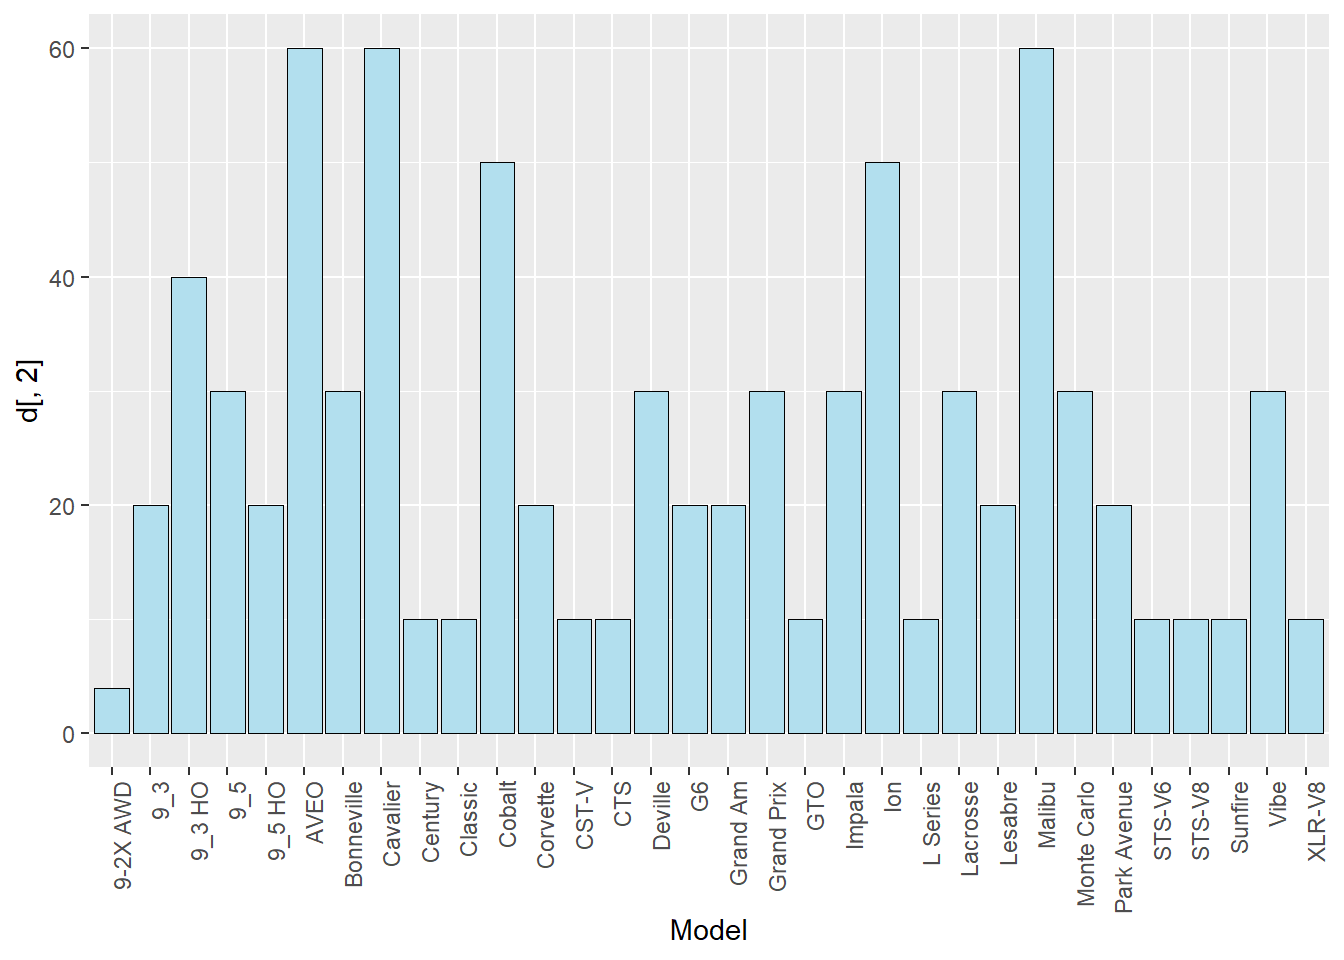 60
40
20
0
d[, 2]
9-2X AWD
9_3
9_3 HO
9_5
9_5 HO
AVEO
Bonneville
Cavalier
Century
Classic
Cobalt
Corvette
CST-V
CTS
Deville
G6
Grand Am
Grand Prix
GTO
Impala
Ion
L Series
Lacrosse
Lesabre
Malibu
Monte Carlo
Park Avenue
STS-V6
STS-V8
Sunfire
Vibe
XLR-V8
Model